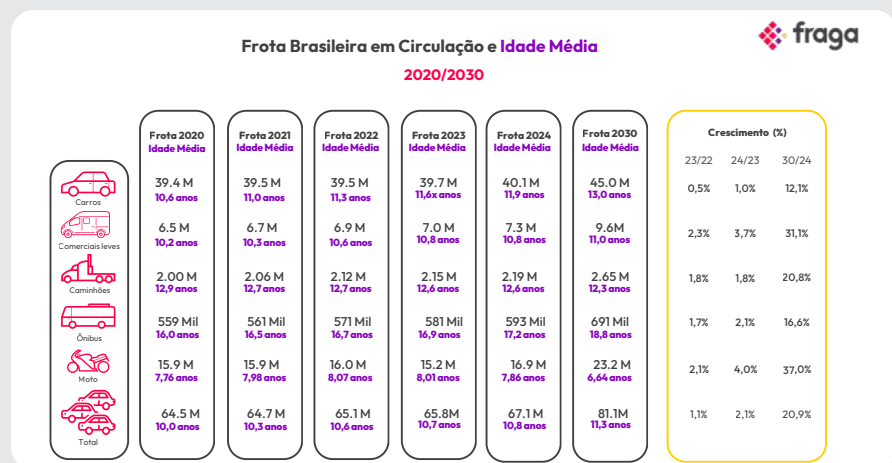 fraga
Frota Brasileira em Circulação e Idade Média
2020/2030
Frota 2020 Frota 2021 Frota 2022 Frota 2023 Frota 2024 Frota 2030 Crescimento (%)
Idade Média Idade Média Idade Média Idade Média Idade Média Idade Média
23/22 24/23 30/24
39.4 M 39.5 M 39.5 M 39.7 M 40.1 M 45.0 M 0,5% 1,0% 12,1%
10,6 anos 11,0 anos 11,3 anos 11,6x anos 11,9 anos 13,0 anos
Carros
6.5 M 6.7 M 6.9 M 7.0 M 7.3 M 9.6M 2,3% 3,7% 31,1%
10,2 anos 10,3 anos 10,6 anos 10,8 anos 10,8 anos 11,0 anos
Comerciais leves
2.00 M 2.06 M 2.12 M 2.15 M 2.19 M 2.65 M 1,8% 1,8% 20,8%
12,9 anos 12,7 anos 12,7 anos 12,6 anos 12,6 anos 12,3 anos
Caminhões
559 Mil 561 Mil 571 Mil 581 Mil 593 Mil 691 Mil 1,7% 2,1% 16,6%
16,0 anos 16,5 anos 16,7 anos 16,9 anos 17,2 anos 18,8 anos
Ônibus
15.9 M 15.9 M 16.0 M 15.2 M 16.9 M 23.2 M 2,1% 4,0% 37,0%
7,76 anos 7,98 anos 8,07 anos 8,01 anos 7,86 anos 6,64 anos
Moto
64.5 M 64.7 M 65.1 M 65.8M 67.1 M 81.1M 1,1% 2,1% 20,9%
10,0 anos 10,3 anos 10,6 anos 10,7 anos 10,8 anos 11,3 anos
Total